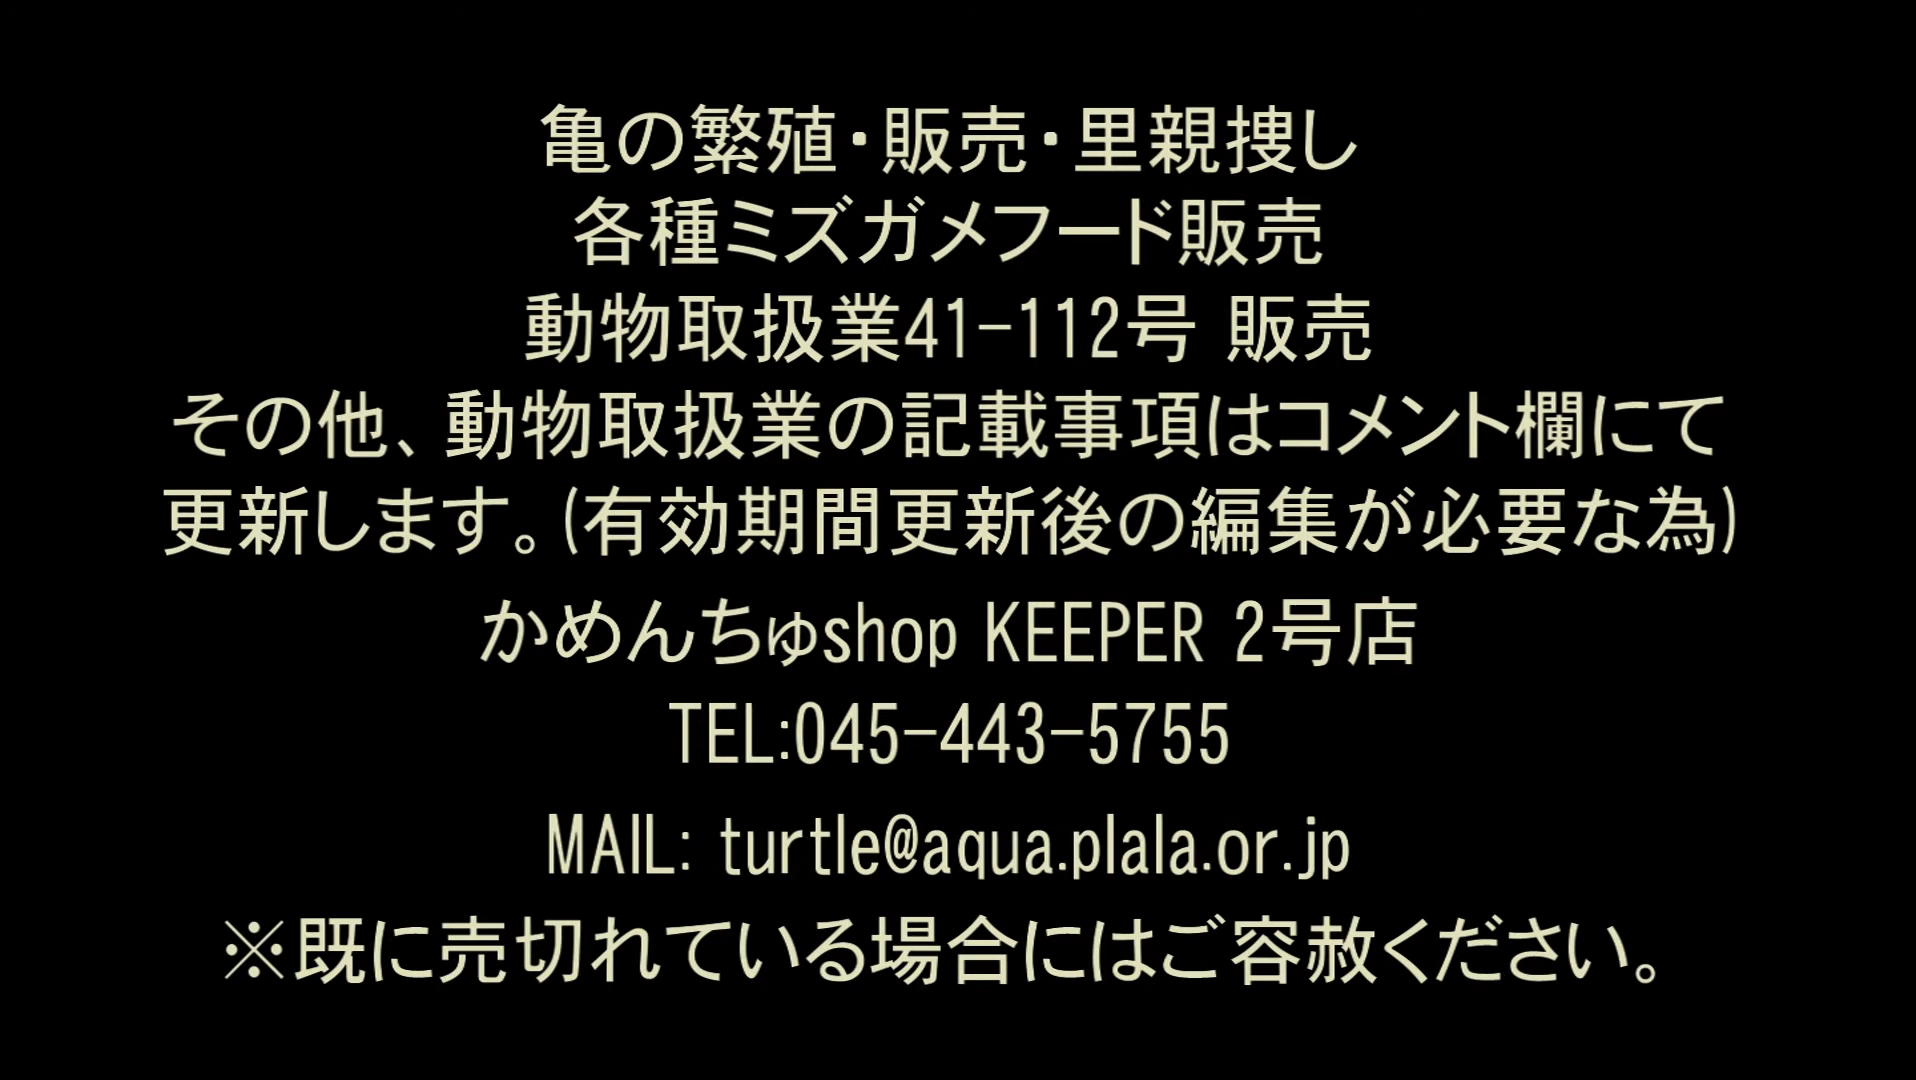 亀の繁殖・販売・里親捜し
各種ミズガメフード販売
動物取扱業41-112号 販売
その他、動物取扱業の記載事項はコメント欄にて
更新します。(有効期間更新後の編集が必要な為)
かめんちゅshop KEEPER 2号店
TEL:045-443-5755
MAIL: turtle@aqua.plala.or.jp
※既に売切れている場合にはご容赦ください。